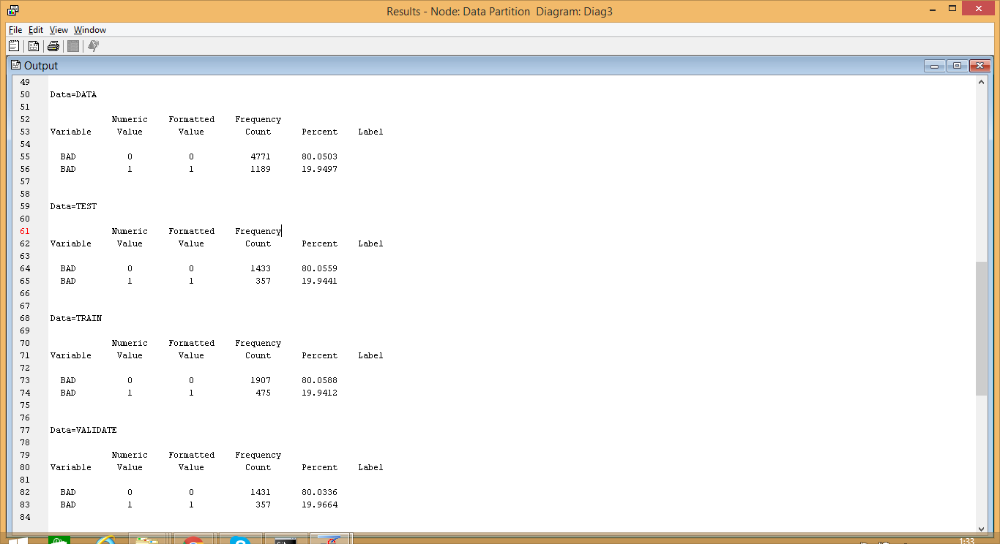 Results - Node: Data Partition Diagram: Diag3
File Edit View Window
Output
49
50 Data=DATA
51
52 Numeric Formatted Frequency
53 Variable Value Value Count Percent Label
54
55 BAD 0 0 4771 80.0503
56 BAD 1 1 1189 19.9497
57
58
59 Data=TEST
60
61 Numeric Formatted Frequency
62 Variable Value Value Count Percent Label
63
64 BAD 0 0 1433 80.0559
65 BAD 1 1 357 19.9441
66
67
68 Data=TRAIN
69
70 Numeric Formatted Frequency
71 Variable Value Value Count Percent Label
72
73 BAD 0 0 1907 80.0588
74 BAD 1 1 475 19.9412
75
76
77 Data=VALIDATE
78
79 Numeric Formatted Frequency
80 Variable Value Value Count Percent Label
81
82 BAD 0 0 1431 80.0336
83 BAD 1 1 357 19.9664
84
1:33